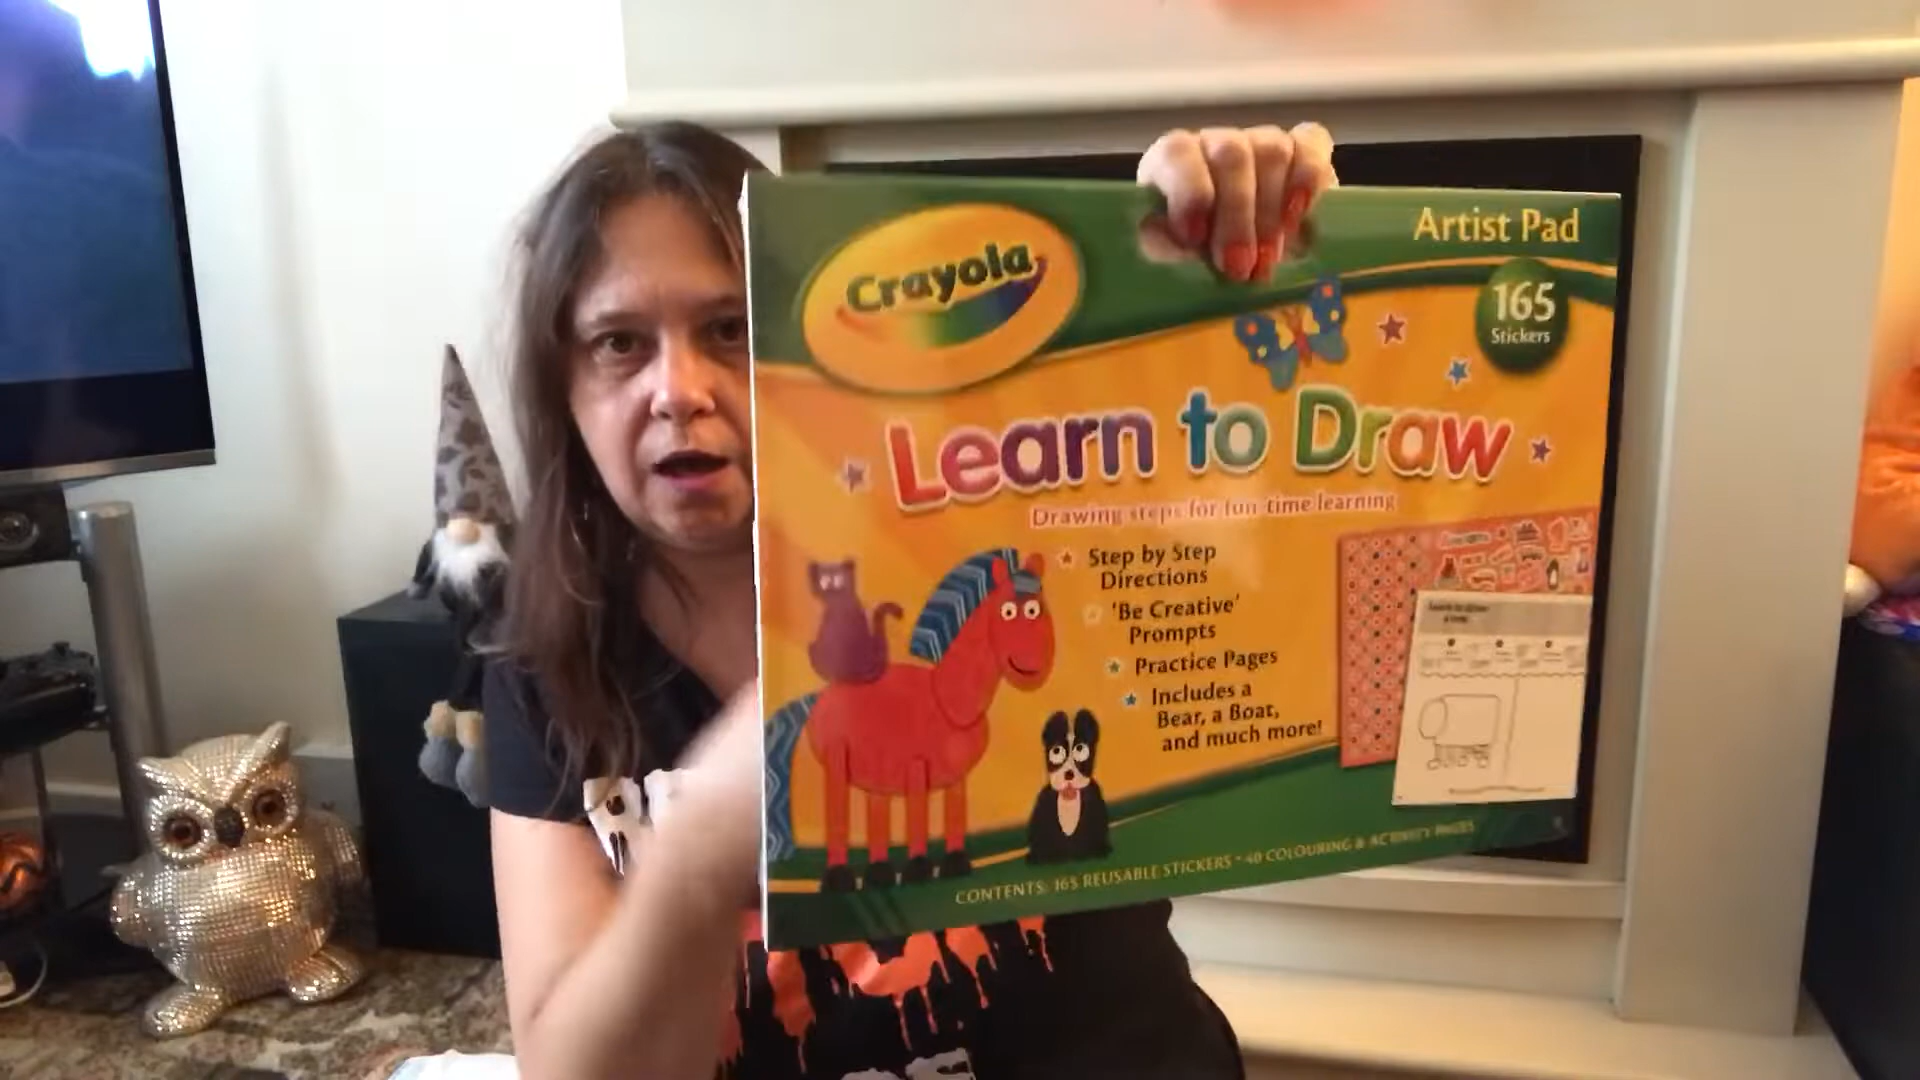 Artist Pad
Crayola
165
Stickers
Learn to Draw
Drawing steps for fun-time learning
Step by Step
Directions
'Be Creative'
Prompts
Practice Pages
Includes a
Bear, a Boat,
and much more!
CONTENTS: 165 REUSABLE STICKERS • 40 COLOURING & ACTIVITY PAGES